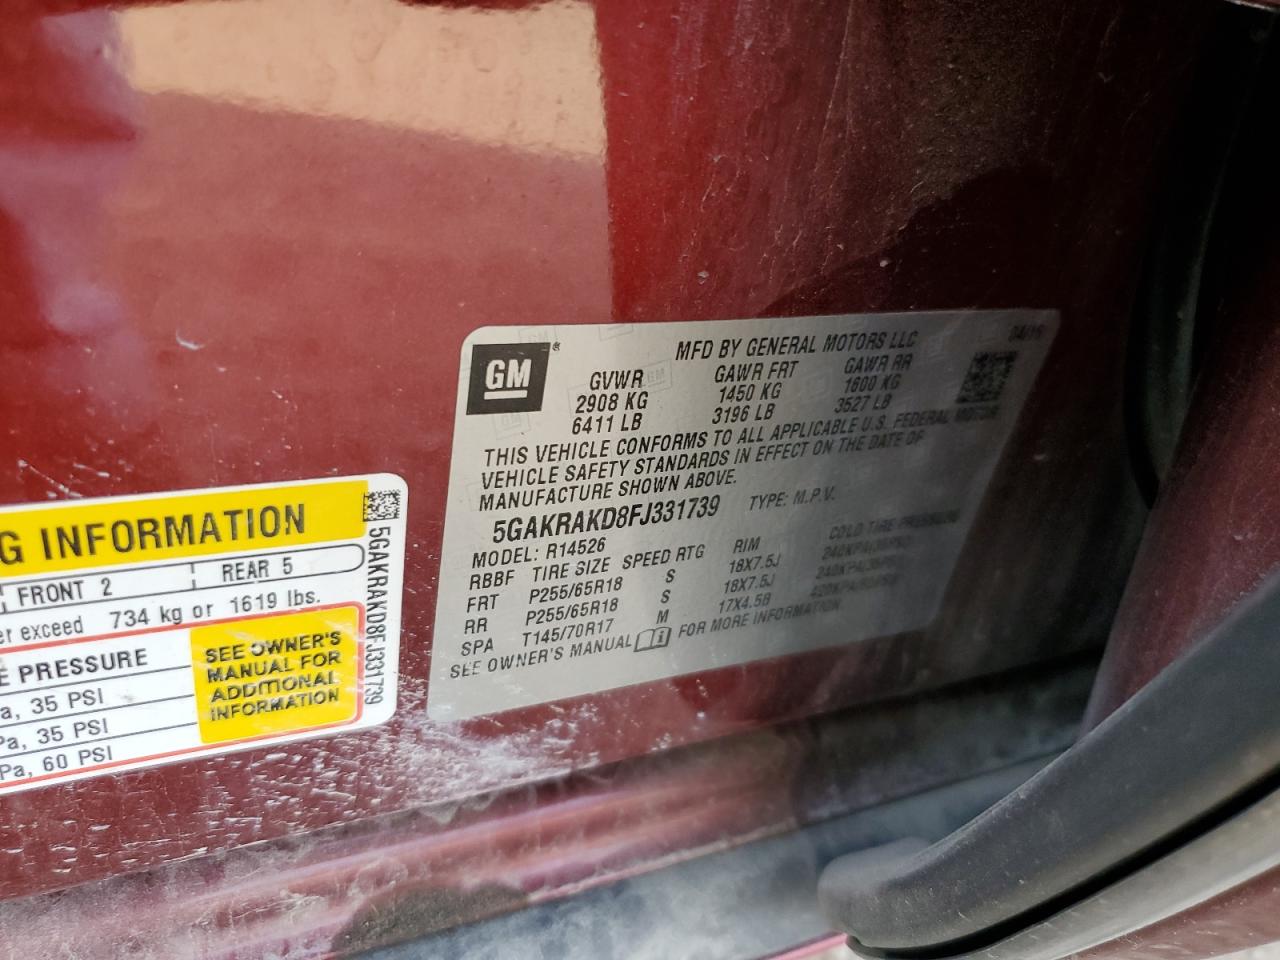 G INFORMATION
FRONT 2
REAR 5
er exceed 734 kg or 1619 lbs.
E PRESSURE
a, 35 PSI
Pa, 35 PSI
Pa, 60 PSI
SEE OWNER'S
MANUAL FOR
ADDITIONAL
INFORMATION
5GAKRAKD8FJ331739
GM
MFD BY GENERAL MOTORS LLC
GVWR GAWR FRT GAWR RR
2908 KG 1450 KG 1600 KG
6411 LB 3196 LB 3527 LB
THIS VEHICLE CONFORMS TO ALL APPLICABLE U.S. FEDERAL MOTOR
VEHICLE SAFETY STANDARDS IN EFFECT ON THE DATE OF
MANUFACTURE SHOWN ABOVE.
5GAKRAKD8FJ331739 TYPE: M.P.V.
MODEL: R14526
RBBF TIRE SIZE SPEED RTG RIM COLD TIRE PRESSURE
FRT P255/65R18 S 18X7.5J
RR P255/65R18 S 18X7.5J
SPA T145/70R17 M 17X4.5B
SEE OWNER'S MANUAL FOR MORE INFORMATION